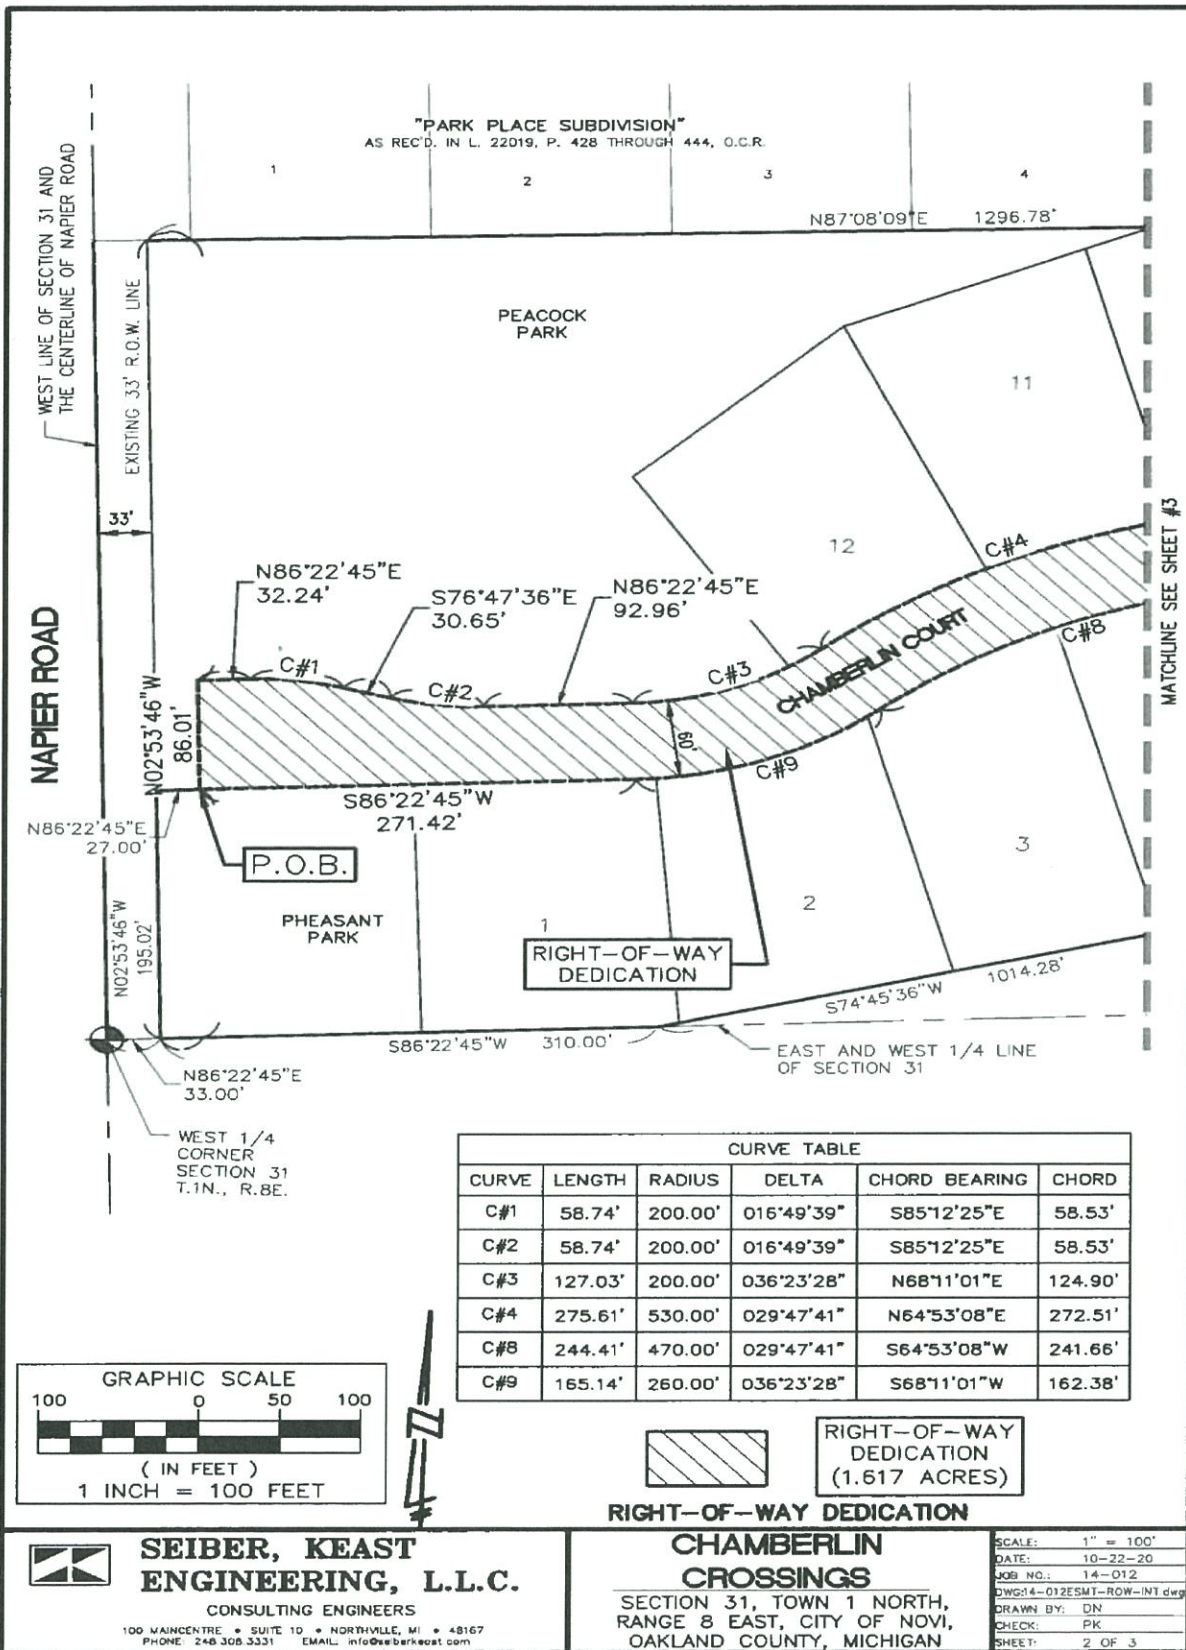 "PARK PLACE SUBDIVISION"
AS REC'D. IN L. 22019, P. 428 THROUGH 444, O.C.R.
1
2
3
4
N87°08'09"E 1296.78'
WEST LINE OF SECTION 31 AND
THE CENTERLINE OF NAPIER ROAD
EXISTING 33' R.O.W. LINE
PEACOCK
PARK
11
12
33'
NAPIER ROAD
N86°22'45"E
32.24'
S76°47'36"E
30.65'
N86°22'45"E
92.96'
C#1
C#2
C#3
C#4
C#8
C#9
CHAMBERLIN COURT
MATCHLINE SEE SHEET #3
N02°53'46"W
86.01'
60'
S86°22'45"W
271.42'
N86°22'45"E
27.00'
P.O.B.
N02°53'46"W
195.02'
PHEASANT
PARK
1
2
3
RIGHT-OF-WAY
DEDICATION
S74°45'36"W 1014.28'
S86°22'45"W 310.00'
EAST AND WEST 1/4 LINE
OF SECTION 31
N86°22'45"E
33.00'
WEST 1/4
CORNER
SECTION 31
T.1N., R.8E.
CURVE TABLE
CURVE LENGTH RADIUS DELTA CHORD BEARING CHORD
C#1 58.74' 200.00' 016°49'39" S85°12'25"E 58.53'
C#2 58.74' 200.00' 016°49'39" S85°12'25"E 58.53'
C#3 127.03' 200.00' 036°23'28" N68°11'01"E 124.90'
C#4 275.61' 530.00' 029°47'41" N64°53'08"E 272.51'
C#8 244.41' 470.00' 029°47'41" S64°53'08"W 241.66'
C#9 165.14' 260.00' 036°23'28" S68°11'01"W 162.38'
GRAPHIC SCALE
100 0 50 100
( IN FEET )
1 INCH = 100 FEET
N
RIGHT-OF-WAY
DEDICATION
(1.617 ACRES)
RIGHT-OF-WAY DEDICATION
SEIBER, KEAST
ENGINEERING, L.L.C.
CONSULTING ENGINEERS
100 MAINCENTRE • SUITE 10 • NORTHVILLE, MI • 48167
PHONE: 248.308.3331 EMAIL: info@seiberkeast.com
CHAMBERLIN
CROSSINGS
SECTION 31, TOWN 1 NORTH,
RANGE 8 EAST, CITY OF NOVI,
OAKLAND COUNTY, MICHIGAN
SCALE: 1" = 100'
DATE: 10-22-20
JOB NO.: 14-012
DWG:14-012ESMT-ROW-INT.dwg
DRAWN BY: DN
CHECK: PK
SHEET: 2 OF 3